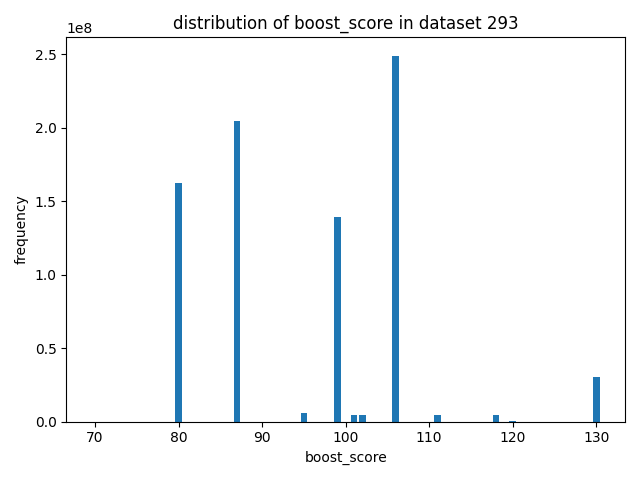 distribution of boost_score in dataset 293
1e8
2.5
2.0
1.5
1.0
0.5
0.0
frequency
70 80 90 100 110 120 130
boost_score